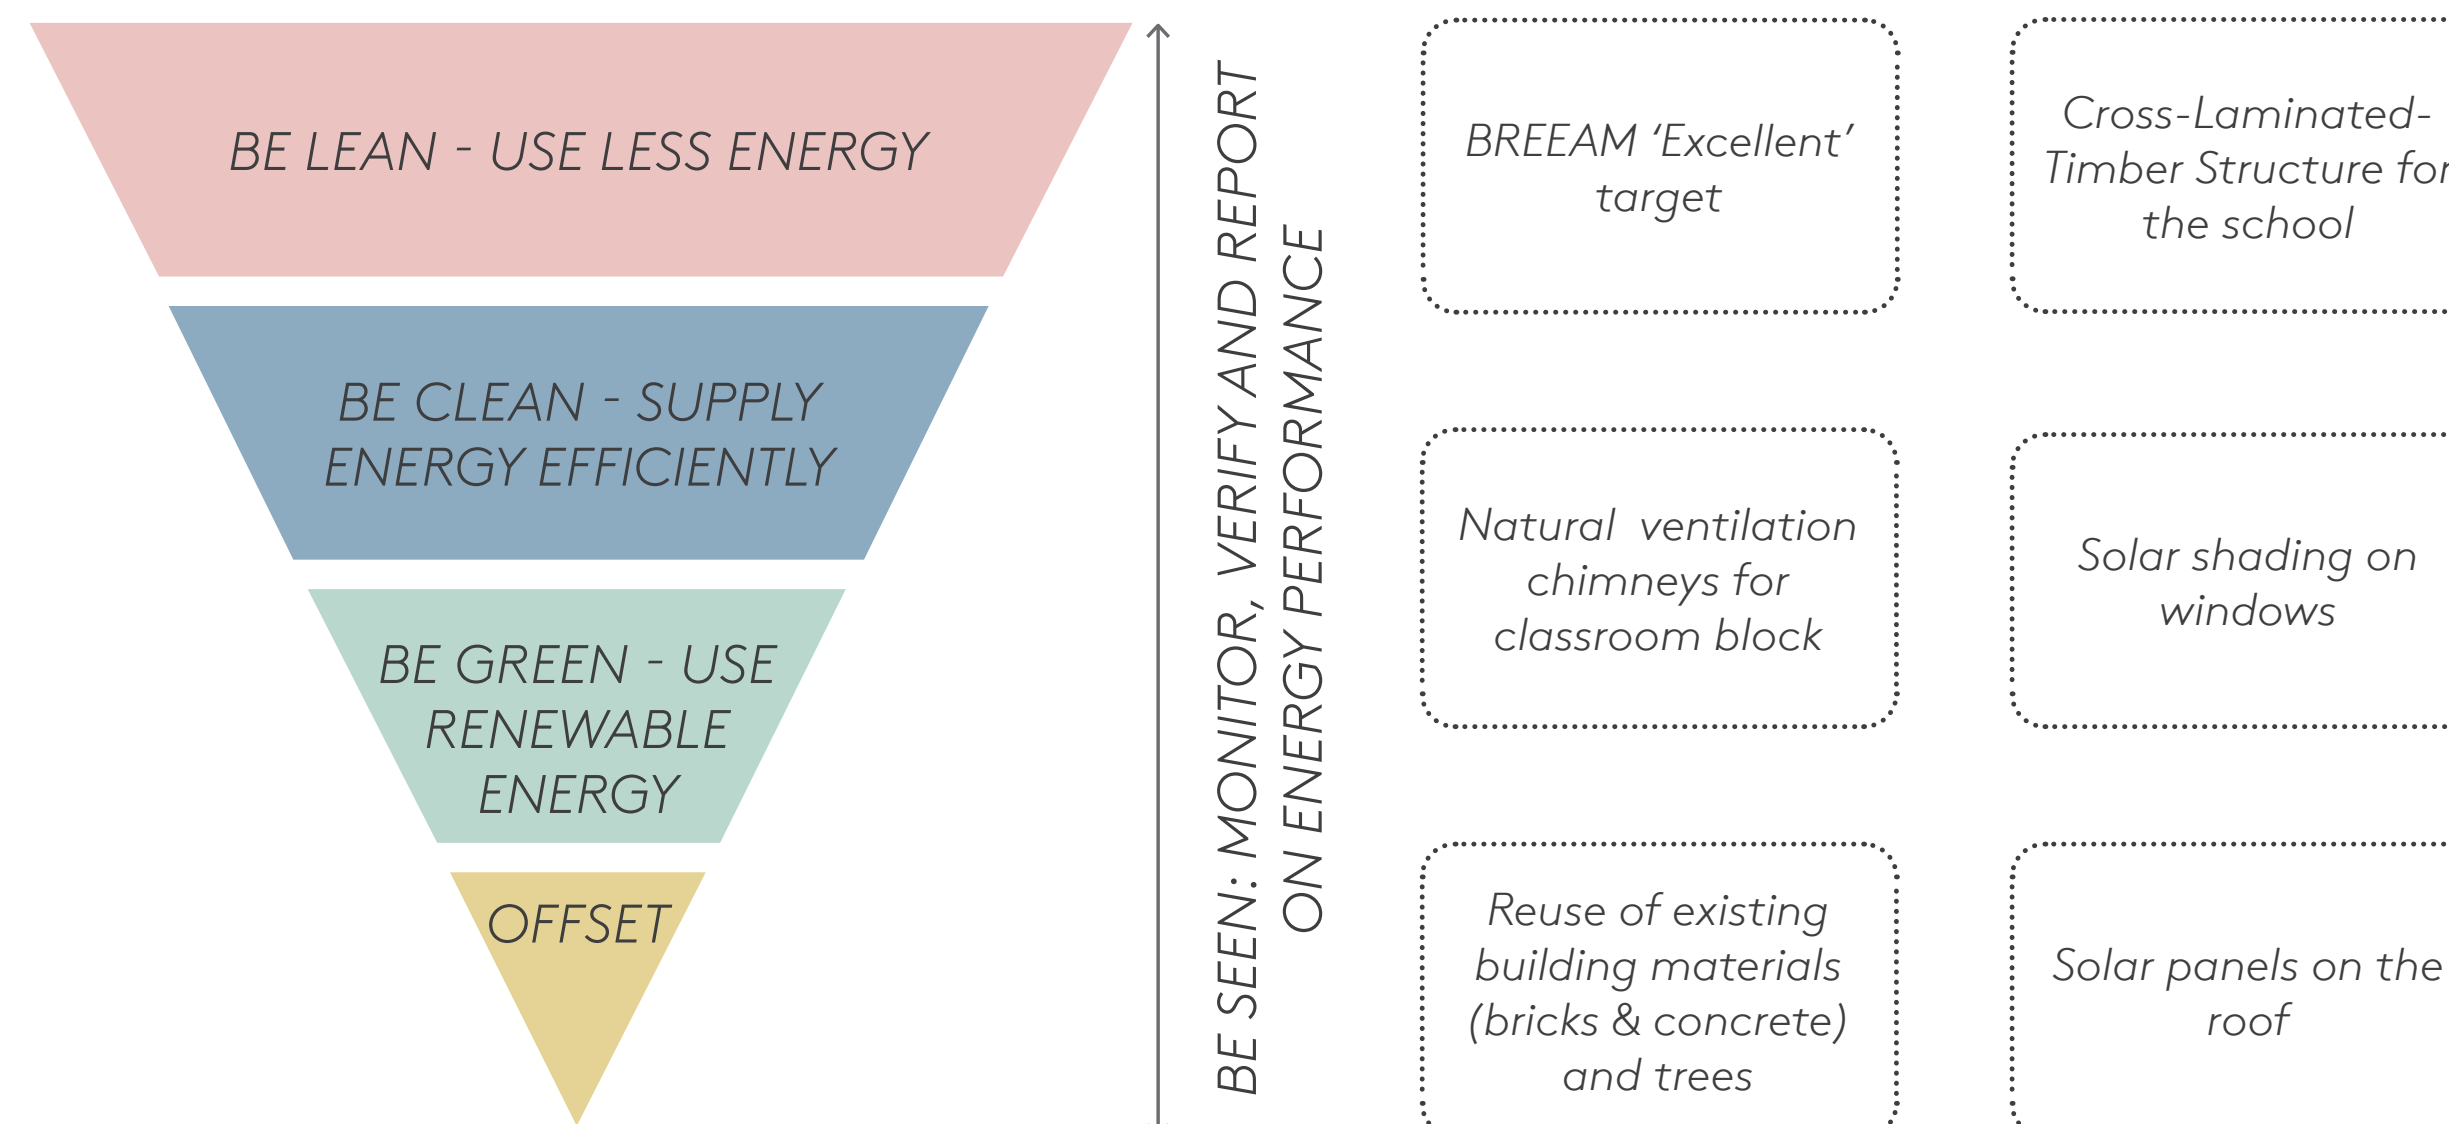 BE LEAN - USE LESS ENERGY
BE CLEAN - SUPPLY
ENERGY EFFICIENTLY
BE GREEN - USE
RENEWABLE
ENERGY
OFFSET
BE SEEN: MONITOR, VERIFY AND REPORT
ON ENERGY PERFORMANCE
BREEAM ‘Excellent’
target
Cross-Laminated-
Timber Structure for
the school
Natural ventilation
chimneys for
classroom block
Solar shading on
windows
Reuse of existing
building materials
(bricks & concrete)
and trees
Solar panels on the
roof